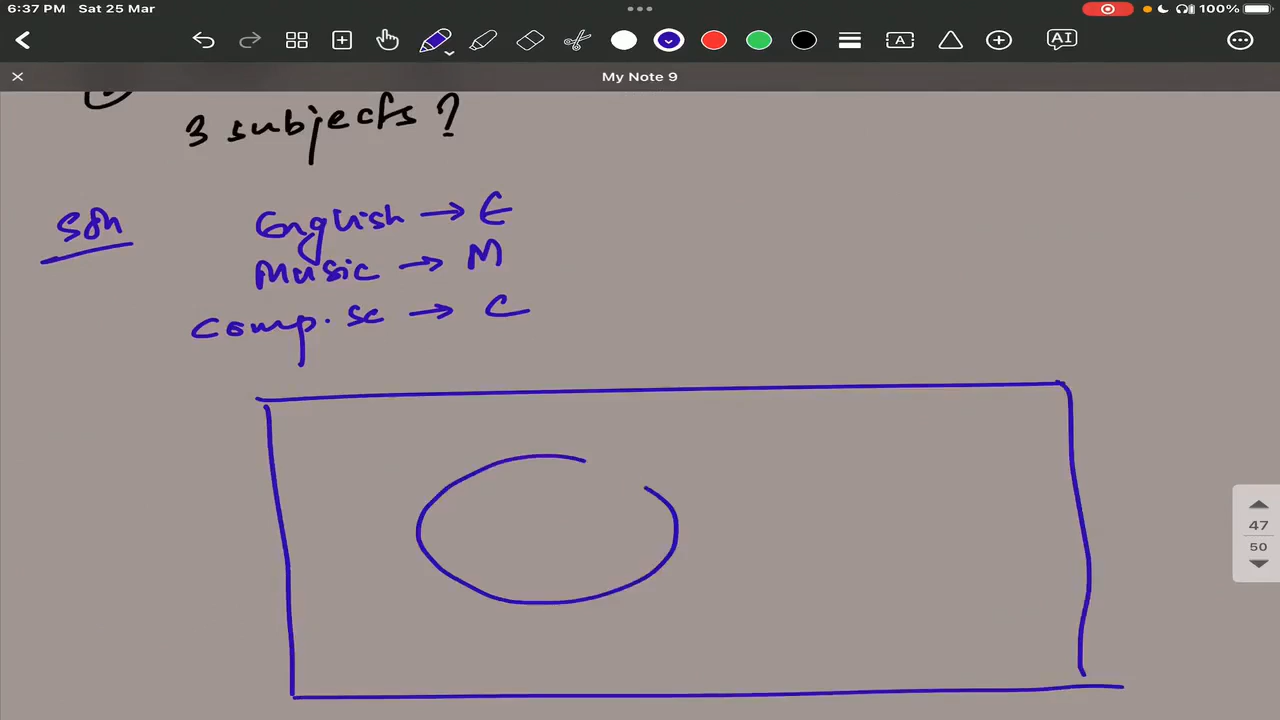 6:37 PM Sat 25 Mar
100%
A
AI
My Note 9
3 subjects ?
Soln
English → E
Music → M
Comp. Sc → C
47
50